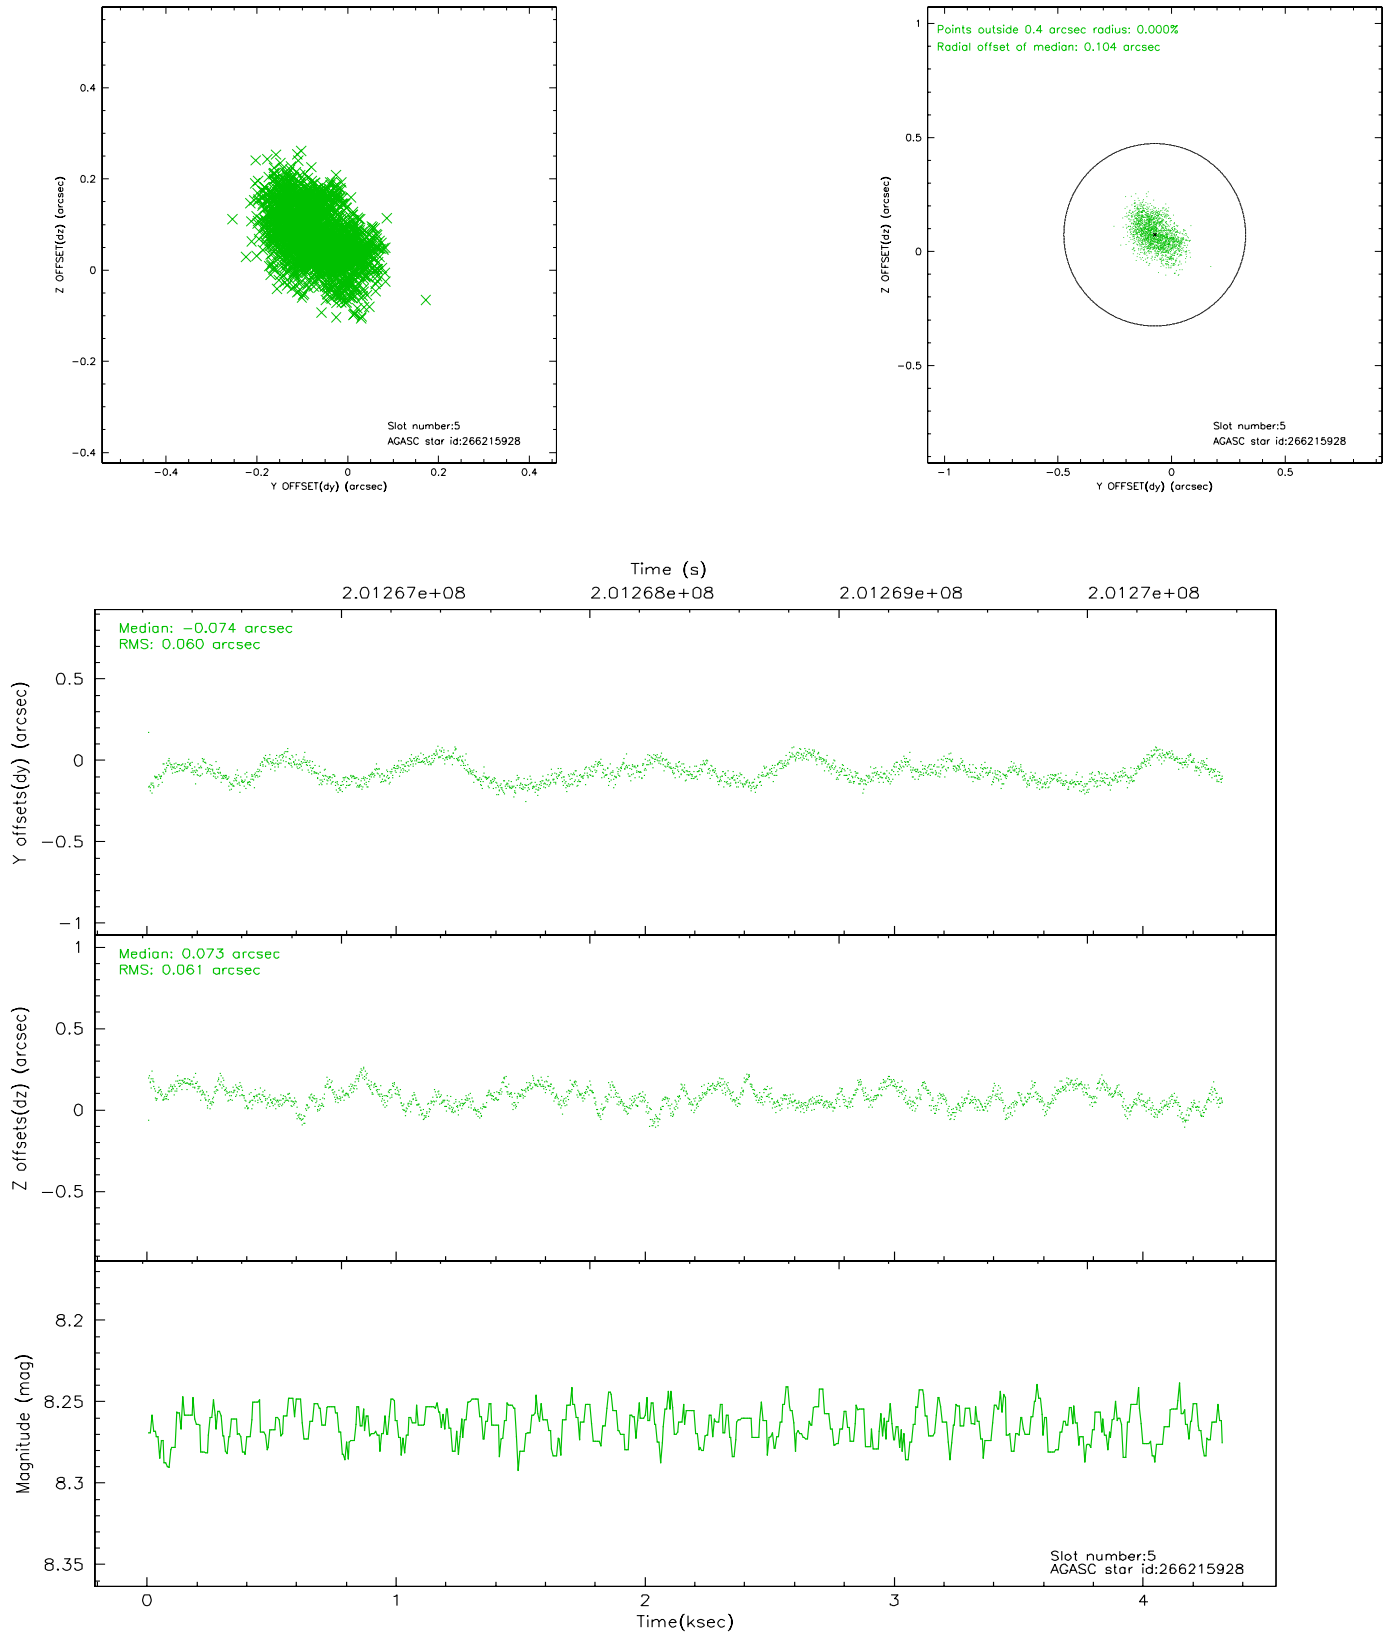 0.4
0.2
0
−0.2
−0.4
Z OFFSET(dz) (arcsec)
Slot number:5
AGASC star id:266215928
−0.4 −0.2 0 0.2 0.4
Y OFFSET(dy) (arcsec)
Points outside 0.4 arcsec radius: 0.000%
Radial offset of median: 0.104 arcsec
1
0.5
0
−0.5
Z OFFSET(dz) (arcsec)
Slot number:5
AGASC star id:266215928
−1 −0.5 0 0.5
Y OFFSET(dy) (arcsec)
Time (s)
2.01267e+08 2.01268e+08 2.01269e+08 2.0127e+08
Median: −0.074 arcsec
RMS: 0.060 arcsec
0.5
0
−0.5
−1
Y offsets(dy) (arcsec)
Median: 0.073 arcsec
RMS: 0.061 arcsec
1
0.5
0
−0.5
Z offsets(dz) (arcsec)
8.2
8.25
8.3
8.35
Magnitude (mag)
Slot number:5
AGASC star id:266215928
0 1 2 3 4
Time(ksec)